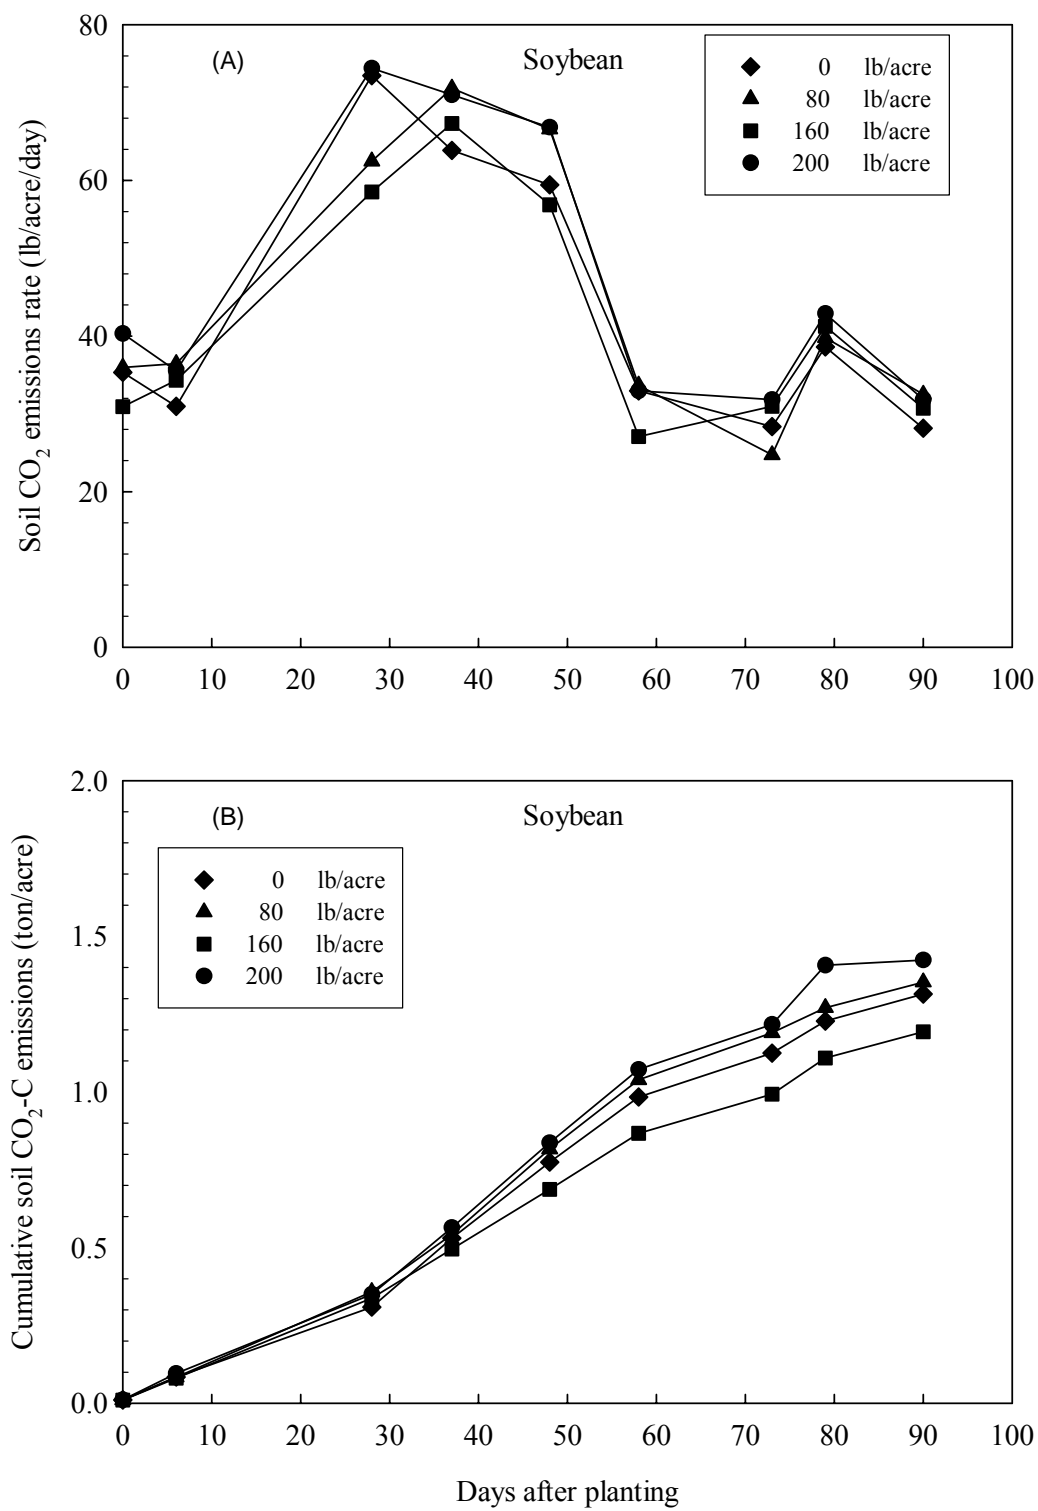 80
60
40
20
0
Soil CO2 emissions rate (lb/acre/day)
(A)
Soybean
0 lb/acre
80 lb/acre
160 lb/acre
200 lb/acre
0 10 20 30 40 50 60 70 80 90 100
2.0
1.5
1.0
0.5
0.0
Cumulative soil CO2-C emissions (ton/acre)
(B)
Soybean
0 lb/acre
80 lb/acre
160 lb/acre
200 lb/acre
0 10 20 30 40 50 60 70 80 90 100
Days after planting